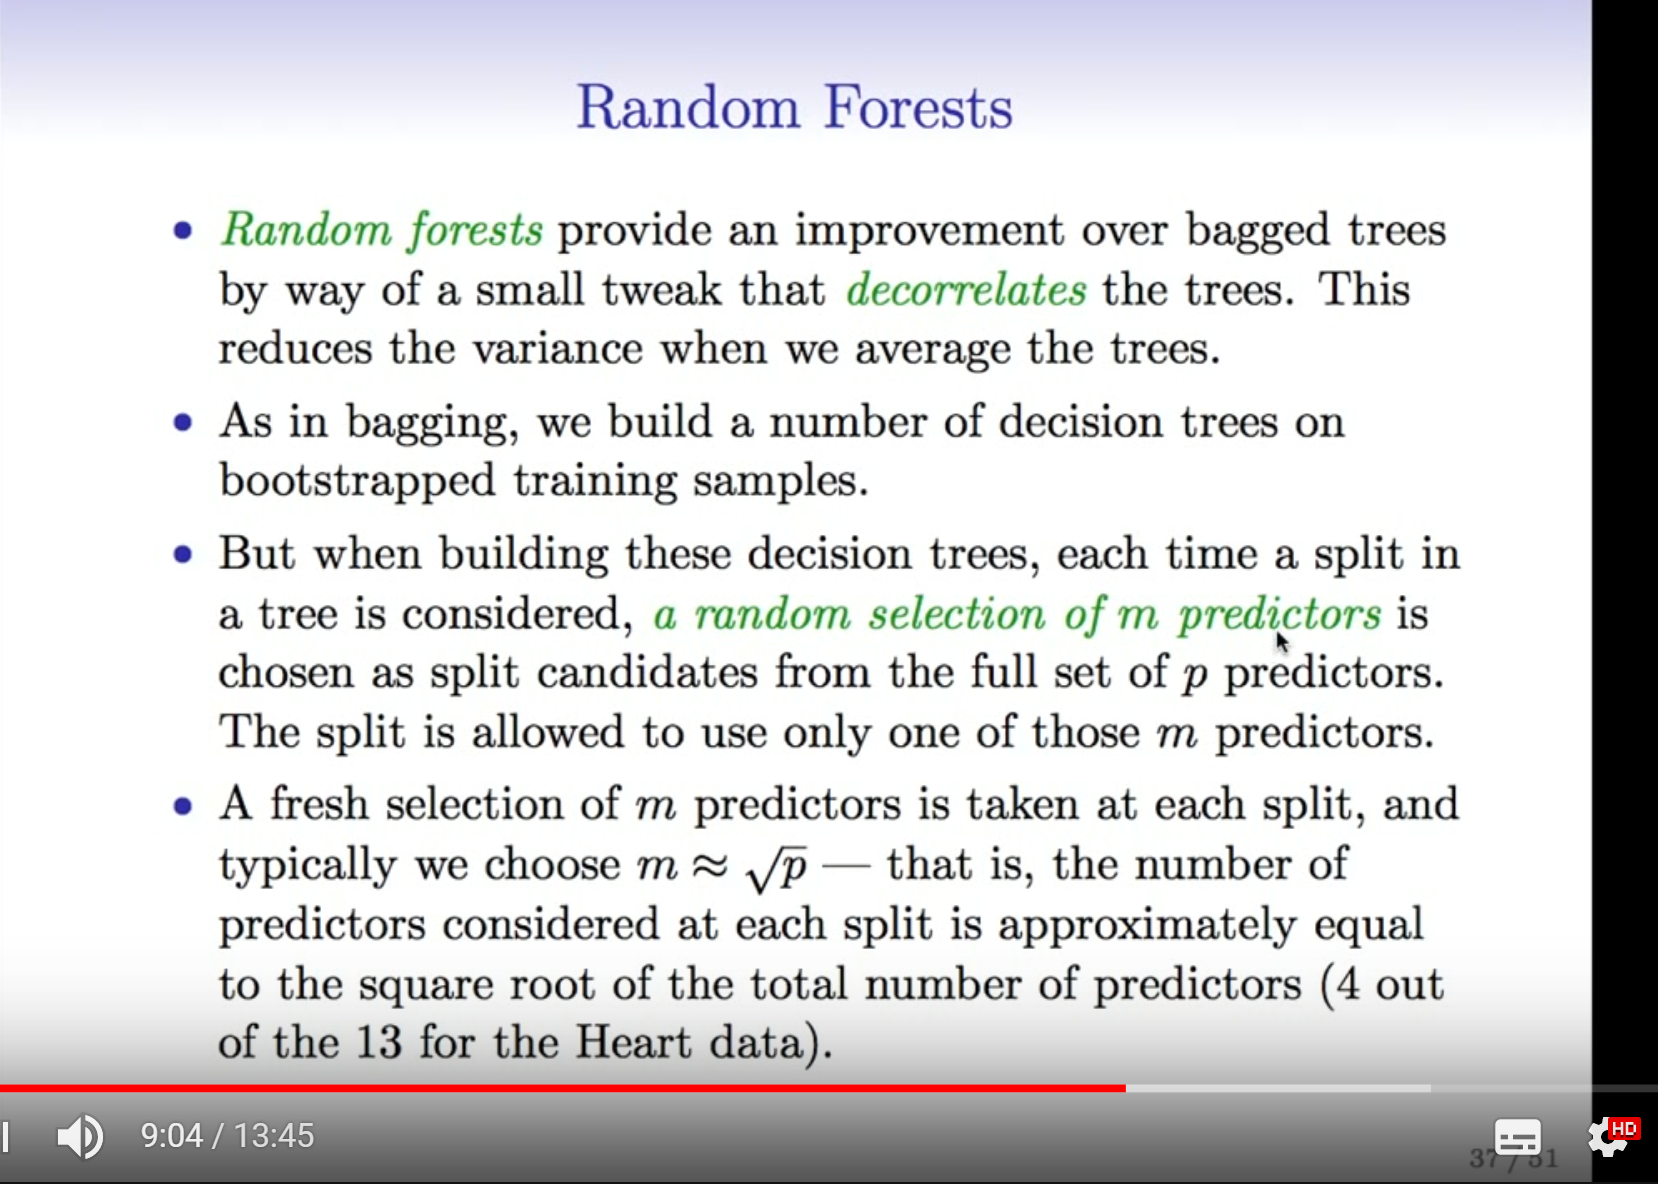 Random Forests
• Random forests provide an improvement over bagged trees
by way of a small tweak that decorrelates the trees. This
reduces the variance when we average the trees.
• As in bagging, we build a number of decision trees on
bootstrapped training samples.
• But when building these decision trees, each time a split in
a tree is considered, a random selection of m predictors is
chosen as split candidates from the full set of p predictors.
The split is allowed to use only one of those m predictors.
• A fresh selection of m predictors is taken at each split, and
typically we choose m ≈ √p — that is, the number of
predictors considered at each split is approximately equal
to the square root of the total number of predictors (4 out
of the 13 for the Heart data).
9:04 / 13:45
HD
37 / 51